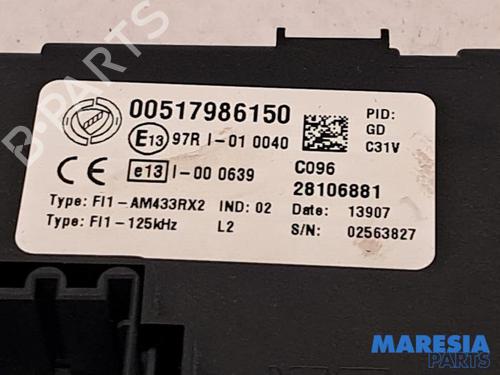 00517986150
PID:
GD
C31V
E13 97R I-01 0040
CE e13 I-00 0639
C096
28106881
Type: FI1-AM433RX2 IND: 02 Date: 13907
Type: FI1-125kHz L2 S/N: 02563827
B-PARTS
MARESIA
PARTS